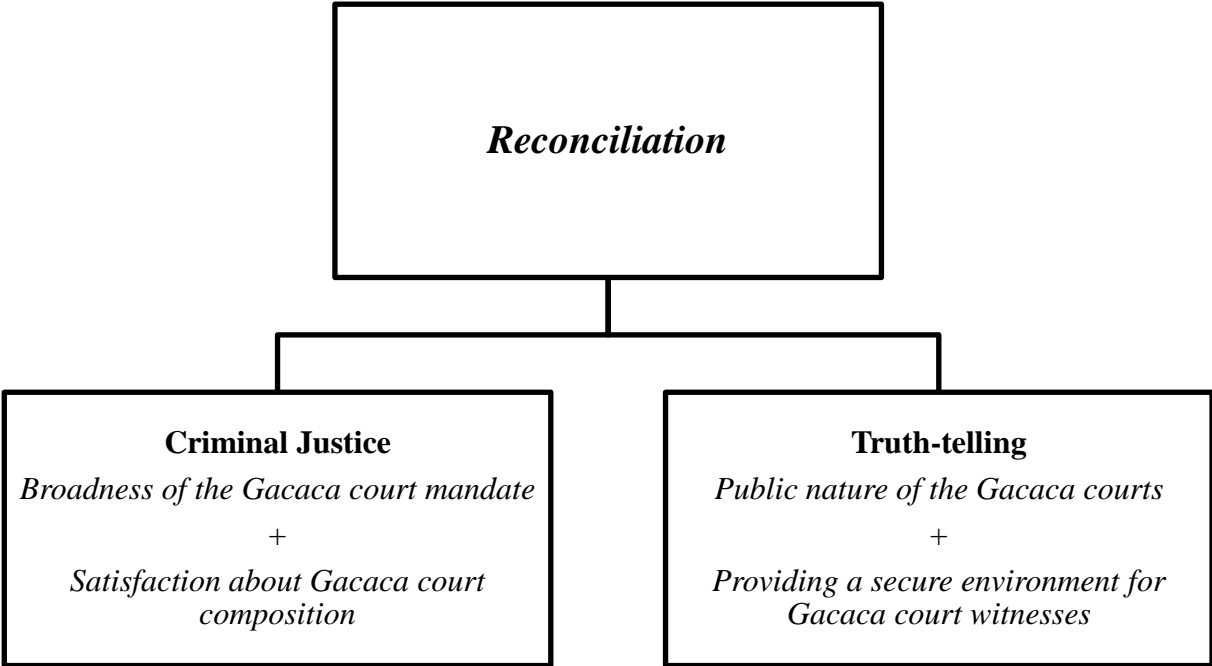 Reconciliation
Criminal Justice
Broadness of the Gacaca court mandate
+
Satisfaction about Gacaca court
composition
Truth-telling
Public nature of the Gacaca courts
+
Providing a secure environment for
Gacaca court witnesses